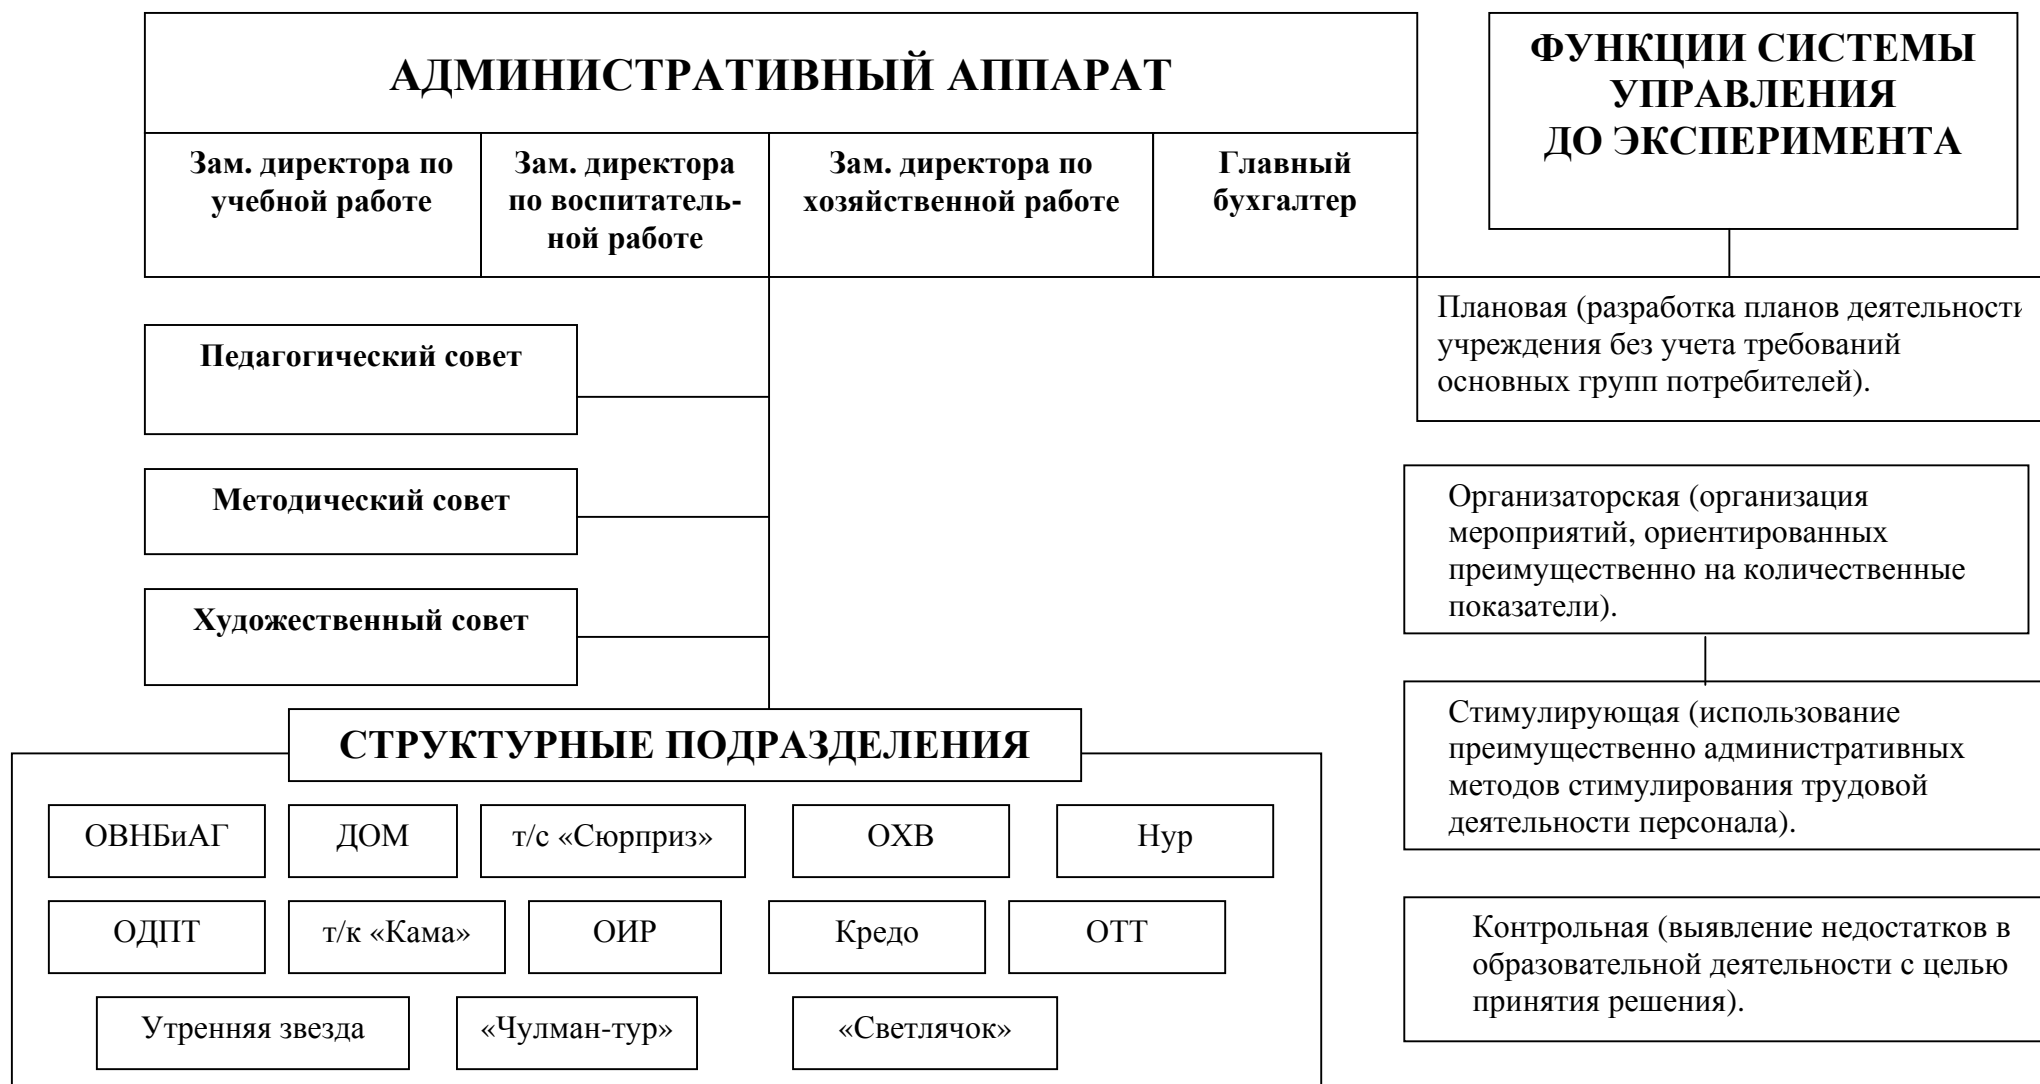 АДМИНИСТРАТИВНЫЙ АППАРАТ
Зам. директора по
учебной работе
Зам. директора
по воспитатель-
ной работе
Зам. директора по
хозяйственной работе
Главный
бухгалтер
Педагогический совет
Методический совет
Художественный совет
СТРУКТУРНЫЕ ПОДРАЗДЕЛЕНИЯ
ОВНБиАГ
ДОМ
т/с «Сюрприз»
ОХВ
Нур
ОДПТ
т/к «Кама»
ОИР
Кредо
ОТТ
Утренняя звезда
«Чулман-тур»
«Светлячок»
ФУНКЦИИ СИСТЕМЫ
УПРАВЛЕНИЯ
ДО ЭКСПЕРИМЕНТА
Плановая (разработка планов деятельности
учреждения без учета требований
основных групп потребителей).
Организаторская (организация
мероприятий, ориентированных
преимущественно на количественные
показатели).
Стимулирующая (использование
преимущественно административных
методов стимулирования трудовой
деятельности персонала).
Контрольная (выявление недостатков в
образовательной деятельности с целью
принятия решения).